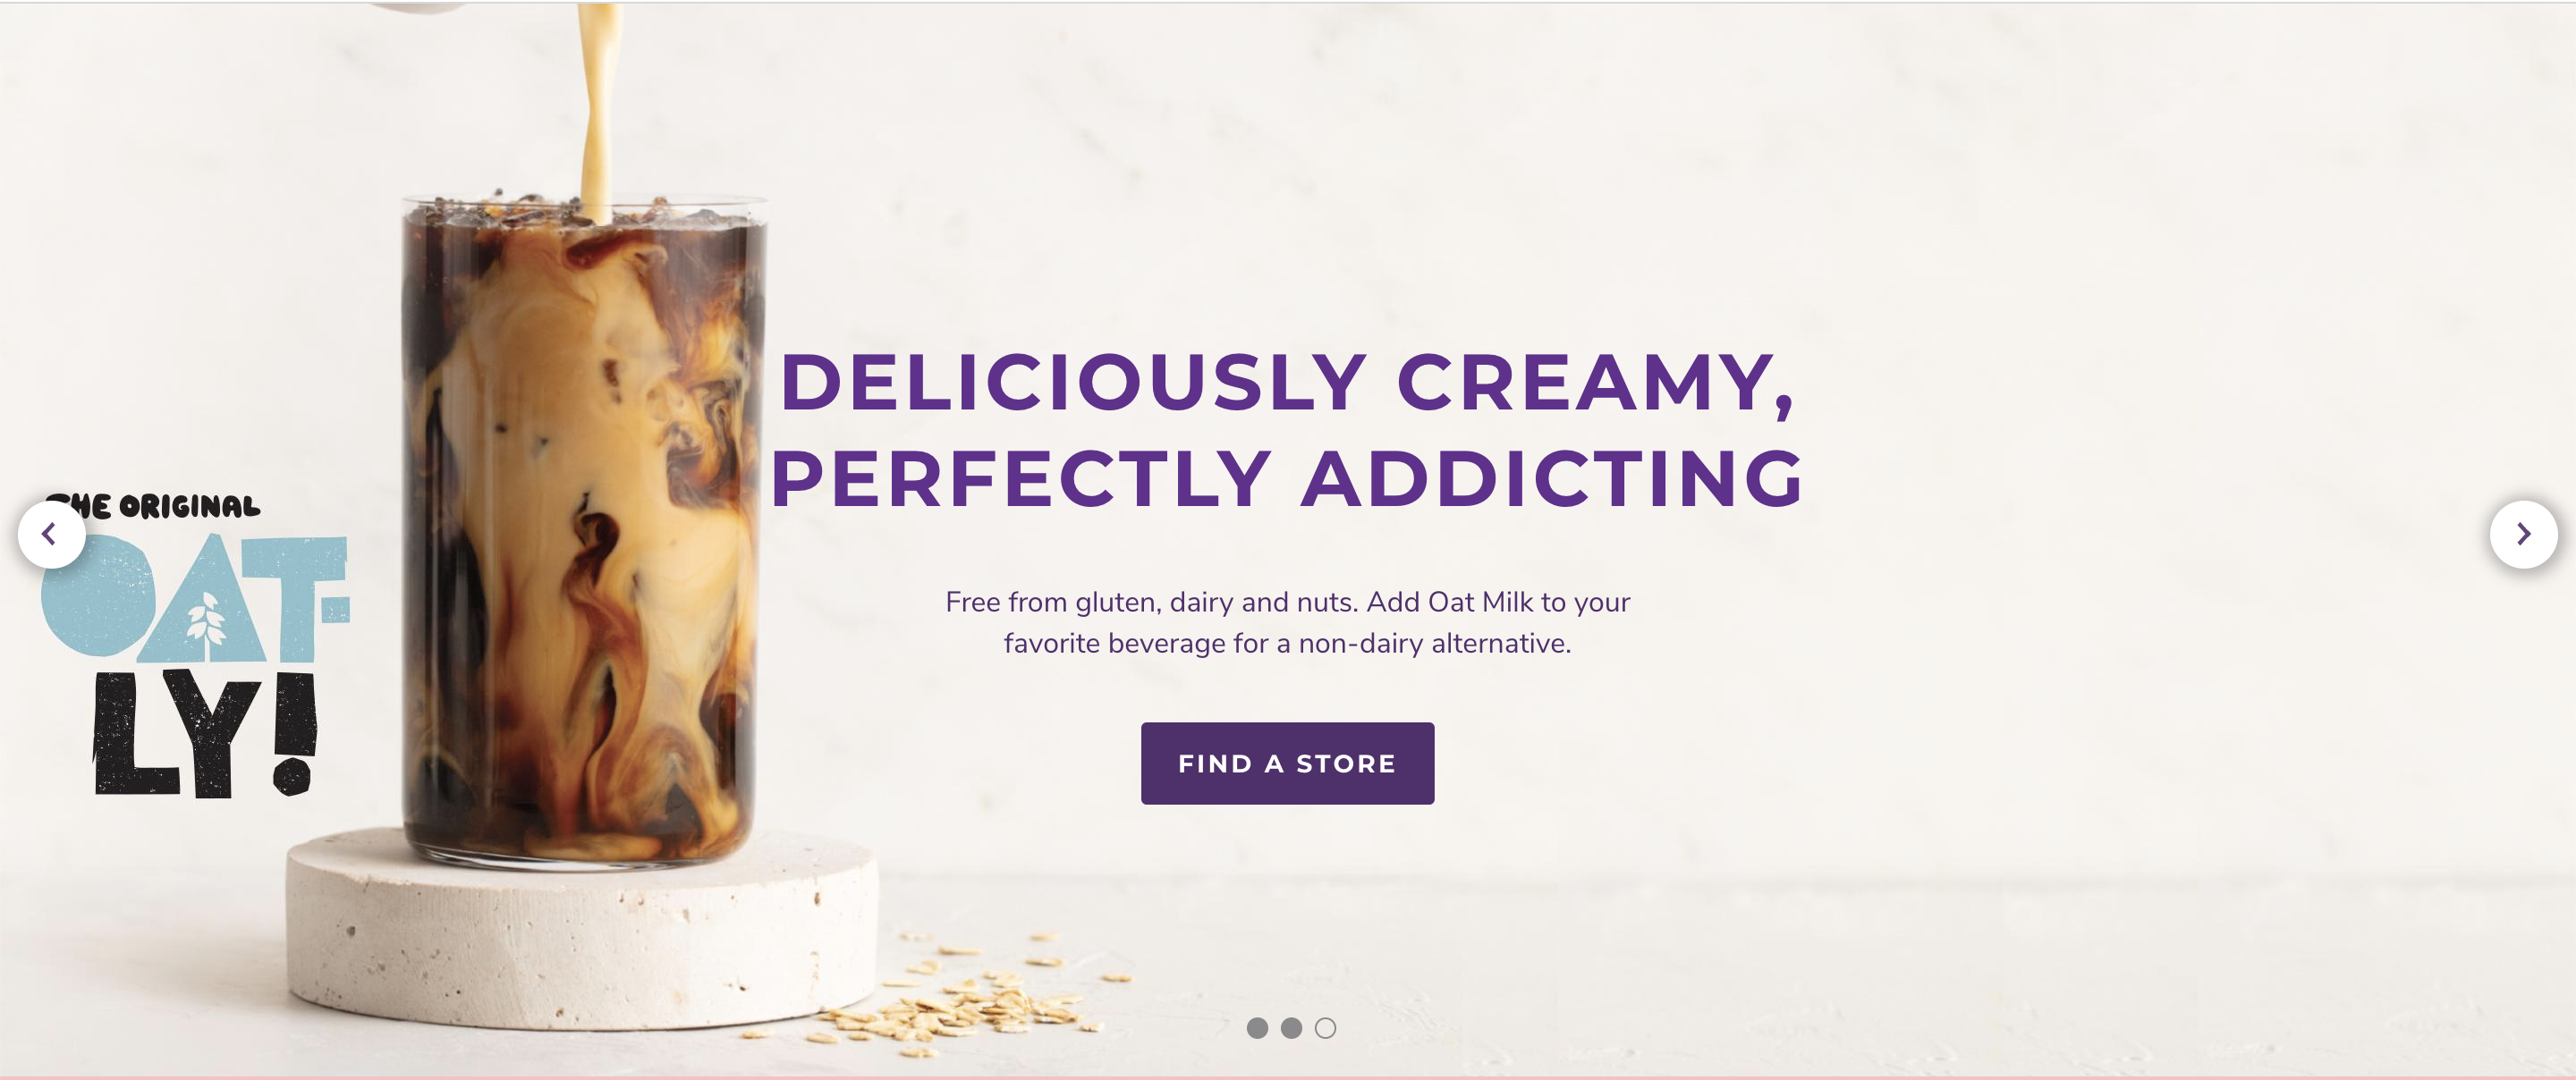 THE ORIGINAL
OAT-
LY!
DELICIOUSLY CREAMY,
PERFECTLY ADDICTING
Free from gluten, dairy and nuts. Add Oat Milk to your
favorite beverage for a non-dairy alternative.
FIND A STORE